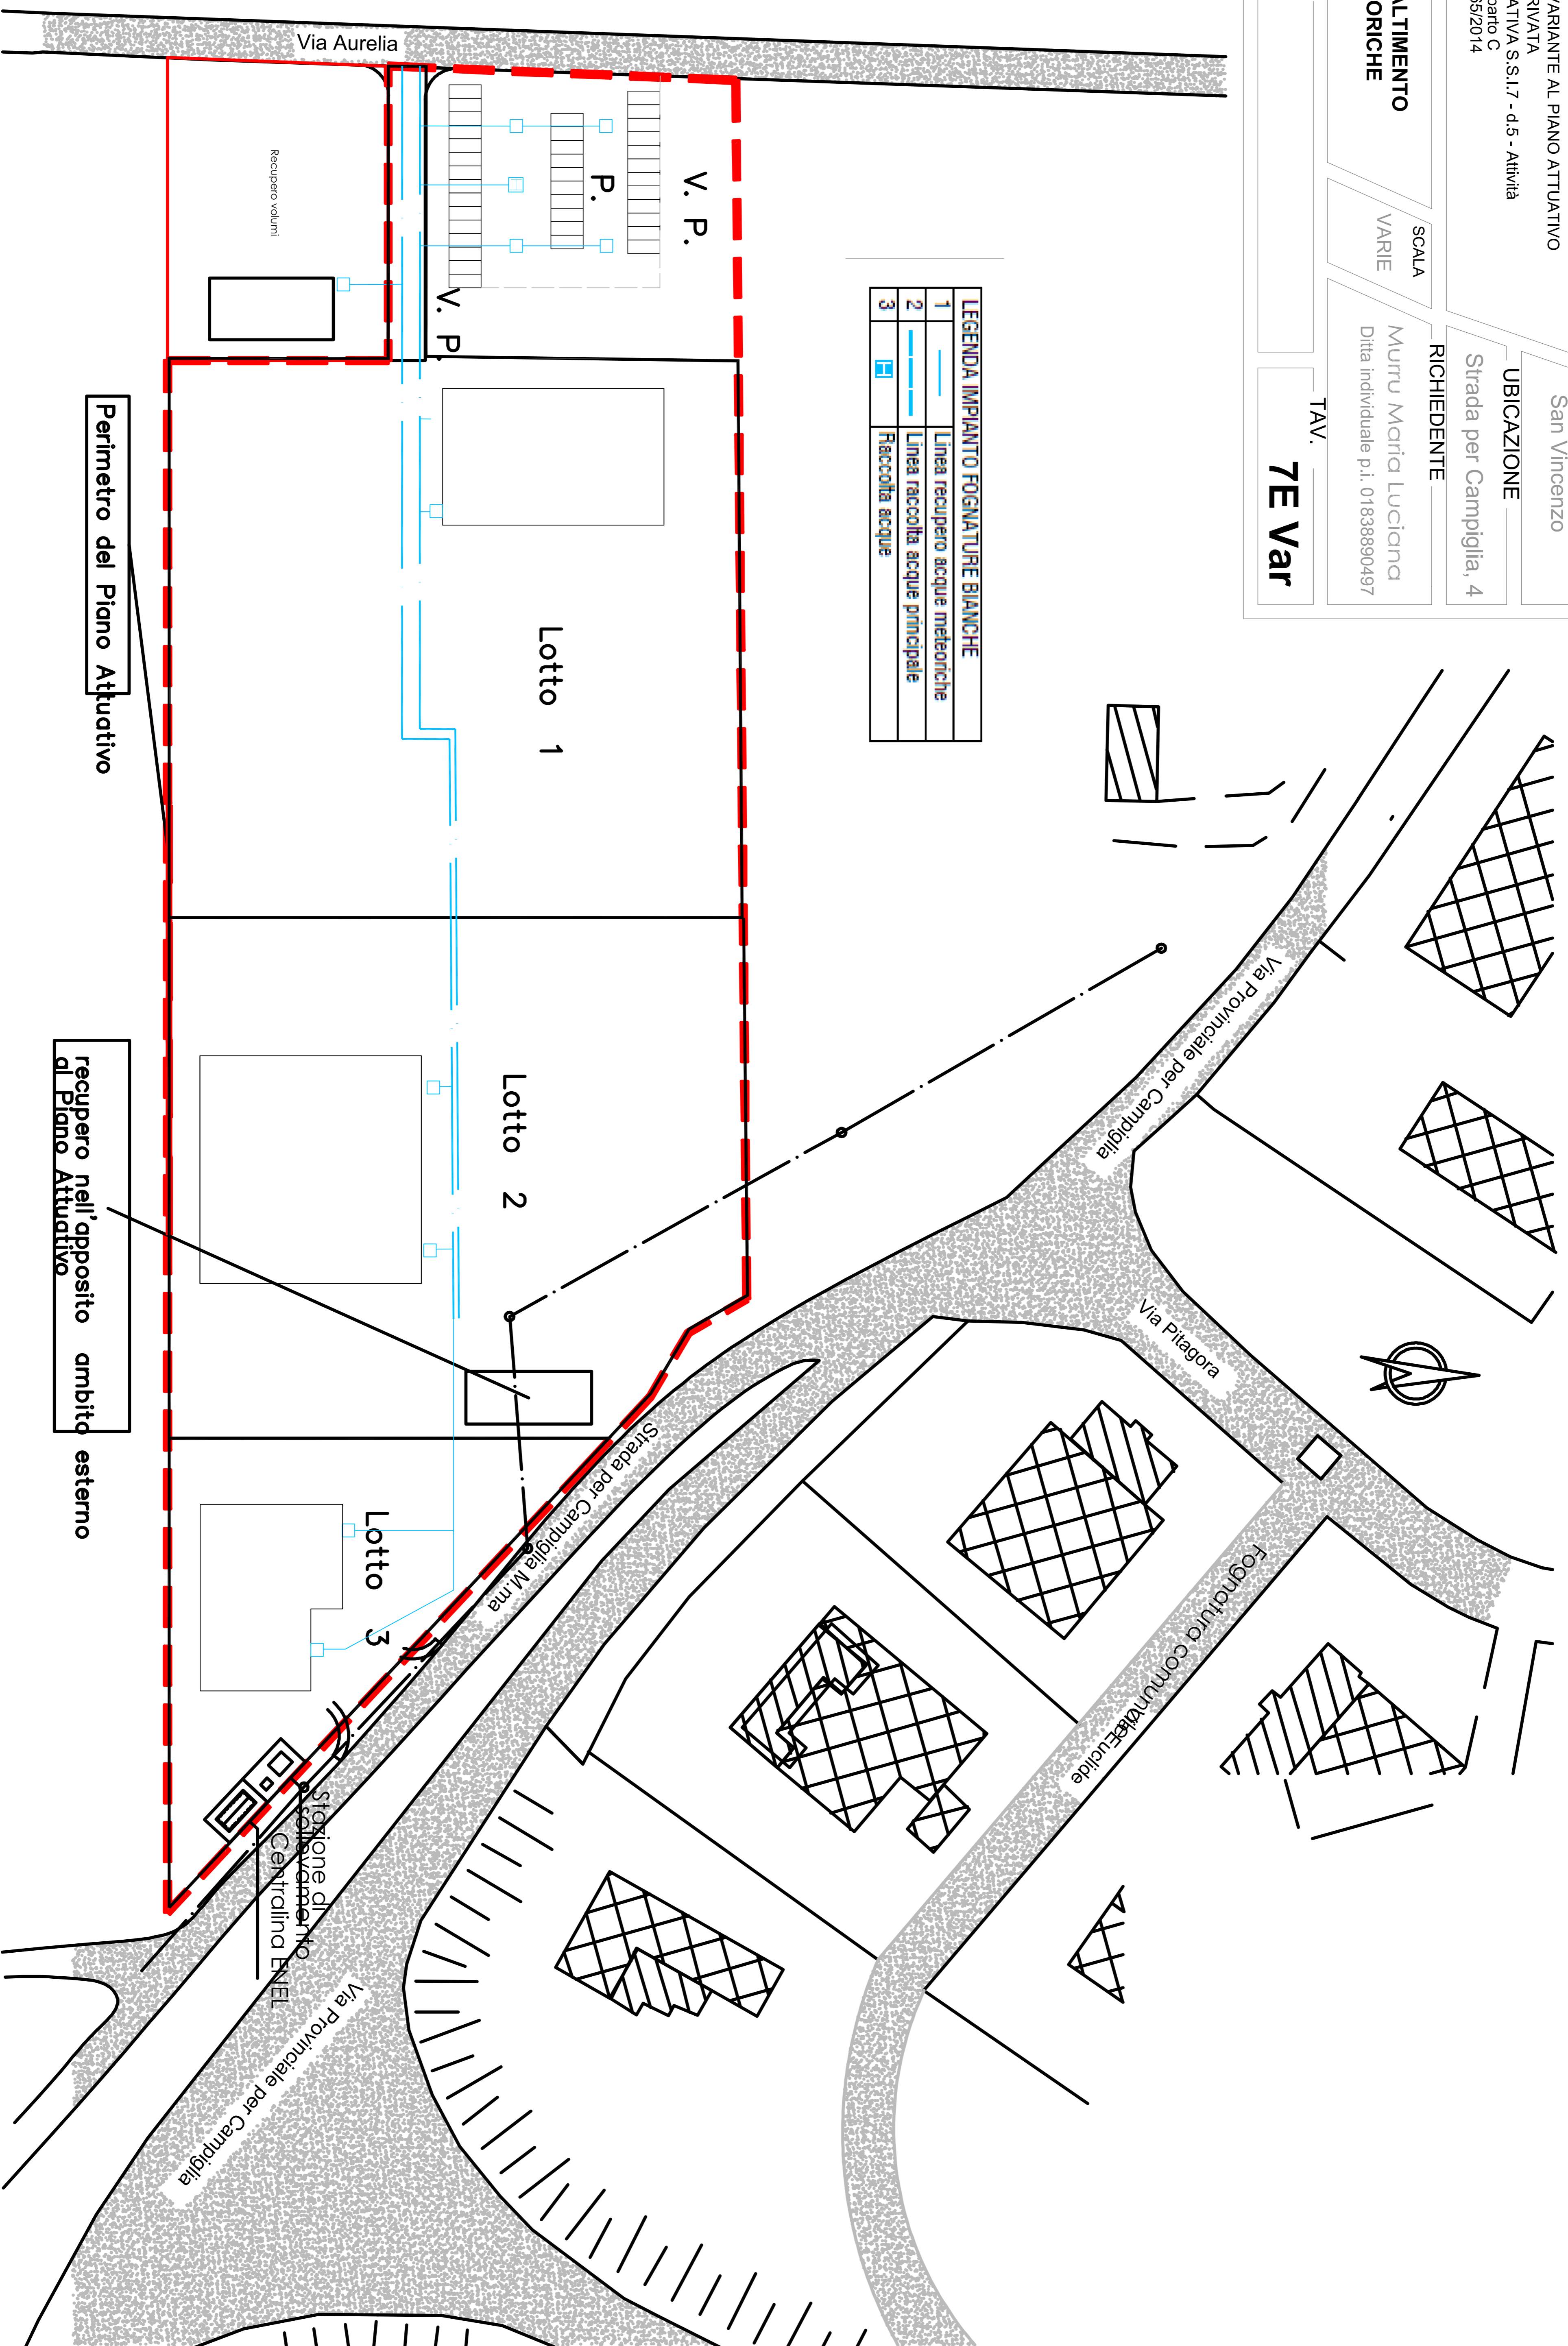 VARIANTE AL PIANO ATTUATIVO
RIVATA
ATIVA S.S.I.7 - d.5 - Attività
parto C
65/2014
San Vincenzo
UBICAZIONE
Strada per Campiglia, 4
ALTIMENTO
ORICHE
SCALA
VARIE
RICHIEDENTE
Murru Maria Luciana
Ditta individuale p.i. 01838890497
TAV.
7E Var
LEGENDA IMPIANTO FOGNATURE BIANCHE
1 Linea recupero acque meteoriche
2 Linea raccolta acque principale
3 H Raccolta acque
Via Aurelia
V. P.
P.
V. P.
Recupero volumi
Lotto 1
Lotto 2
Lotto 3
Perimetro del Piano Attuativo
recupero nell'apposito ambito esterno
al Piano Attuativo
Via Provinciale per Campiglia
Via Pitagora
Strada per Campiglia M.ma
Fognatura comunale
Via Euclide
Stazione di
sollevamento
Centralina ENEL
Via Provinciale per Campiglia